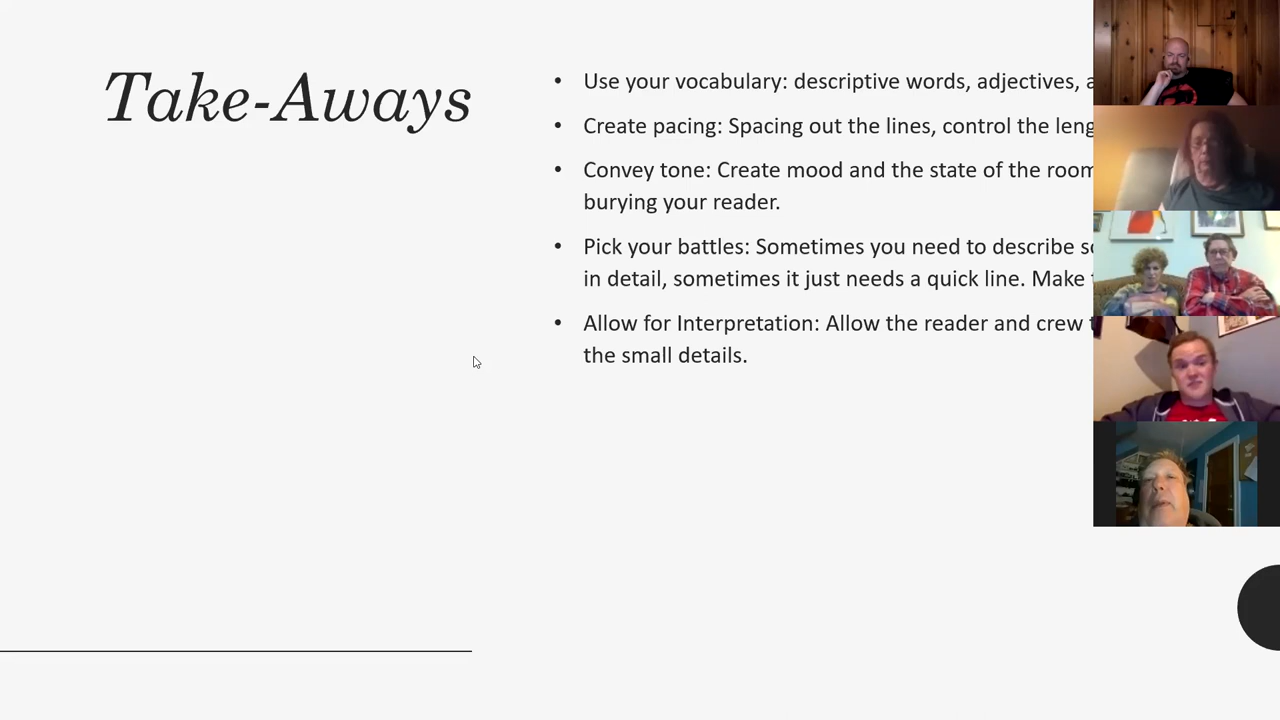 Take-Aways
• Use your vocabulary: descriptive words, adjectives,
• Create pacing: Spacing out the lines, control the
• Convey tone: Create mood and the state of the room
burying your reader.
• Pick your battles: Sometimes you need to describe
in detail, sometimes it just needs a quick line. Make
• Allow for Interpretation: Allow the reader and crew
the small details.